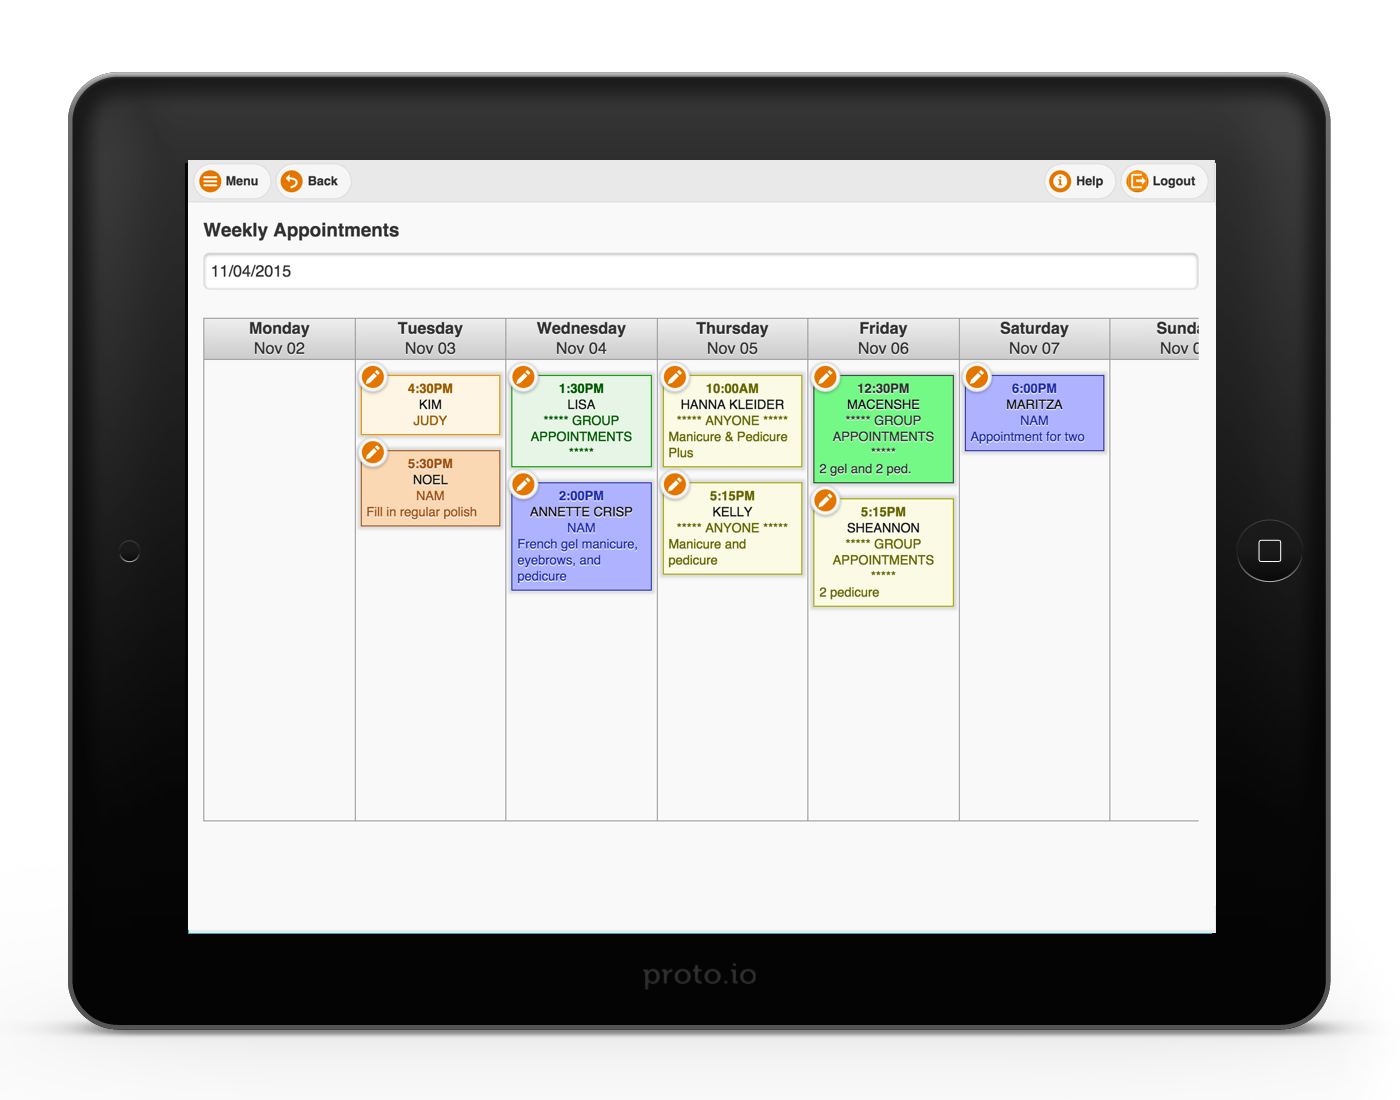 Menu
Back
Help
Logout
Weekly Appointments
11/04/2015
Monday
Nov 02
Tuesday
Nov 03
Wednesday
Nov 04
Thursday
Nov 05
Friday
Nov 06
Saturday
Nov 07
4:30PM
KIM
JUDY
5:30PM
NOEL
NAM
Fill in regular polish
1:30PM
LISA
***** GROUP
APPOINTMENTS
*****
2:00PM
ANNETTE CRISP
NAM
French gel manicure,
eyebrows, and
pedicure
10:00AM
HANNA KLEIDER
***** ANYONE *****
Manicure & Pedicure
Plus
5:15PM
KELLY
***** ANYONE *****
Manicure and
pedicure
12:30PM
MACENSHE
***** GROUP
APPOINTMENTS
*****
2 gel and 2 ped.
5:15PM
SHEANNON
***** GROUP
APPOINTMENTS
*****
2 pedicure
6:00PM
MARITZA
NAM
Appointment for two
proto.io